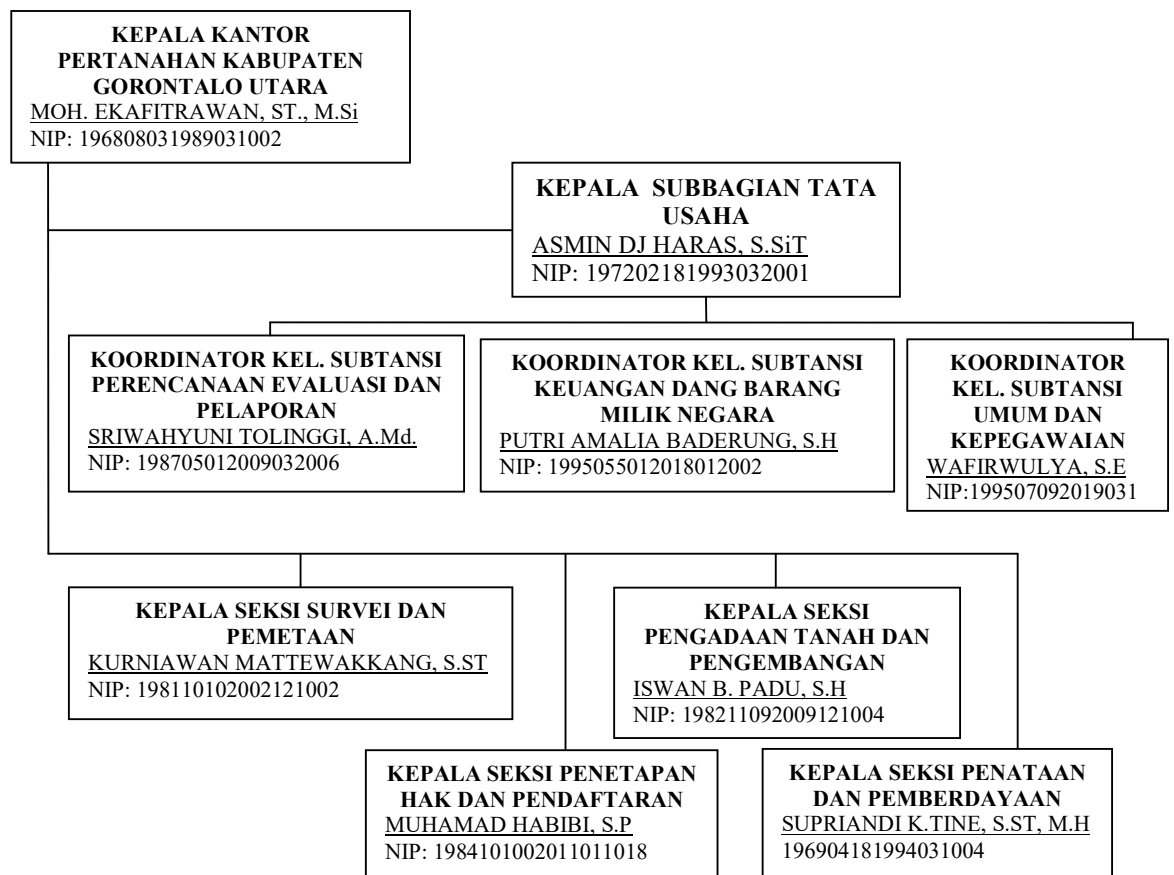 KEPALA KANTOR
PERTANAHAN KABUPATEN
GORONTALO UTARA
MOH. EKAFITRAWAN, ST., M.Si
NIP: 196808031989031002
KEPALA SUBBAGIAN TATA
USAHA
ASMIN DJ HARAS, S.SiT
NIP: 197202181993032001
KOORDINATOR KEL. SUBTANSI
PERENCANAAN EVALUASI DAN
PELAPORAN
SRIWAHYUNI TOLINGGI, A.Md.
NIP: 198705012009032006
KOORDINATOR KEL. SUBTANSI
KEUANGAN DANG BARANG
MILIK NEGARA
PUTRI AMALIA BADERUNG, S.H
NIP: 1995055012018012002
KOORDINATOR
KEL. SUBTANSI
UMUM DAN
KEPEGAWAIAN
WAFIRWULYA, S.E
NIP:199507092019031
KEPALA SEKSI SURVEI DAN
PEMETAAN
KURNIAWAN MATTEWAKKANG, S.ST
NIP: 198110102002121002
KEPALA SEKSI
PENGADAAN TANAH DAN
PENGEMBANGAN
ISWAN B. PADU, S.H
NIP: 198211092009121004
KEPALA SEKSI PENETAPAN
HAK DAN PENDAFTARAN
MUHAMAD HABIBI, S.P
NIP: 19841010020110​11018
KEPALA SEKSI PENATAAN
DAN PEMBERDAYAAN
SUPRIANDI K.TINE, S.ST, M.H
196904181994031004